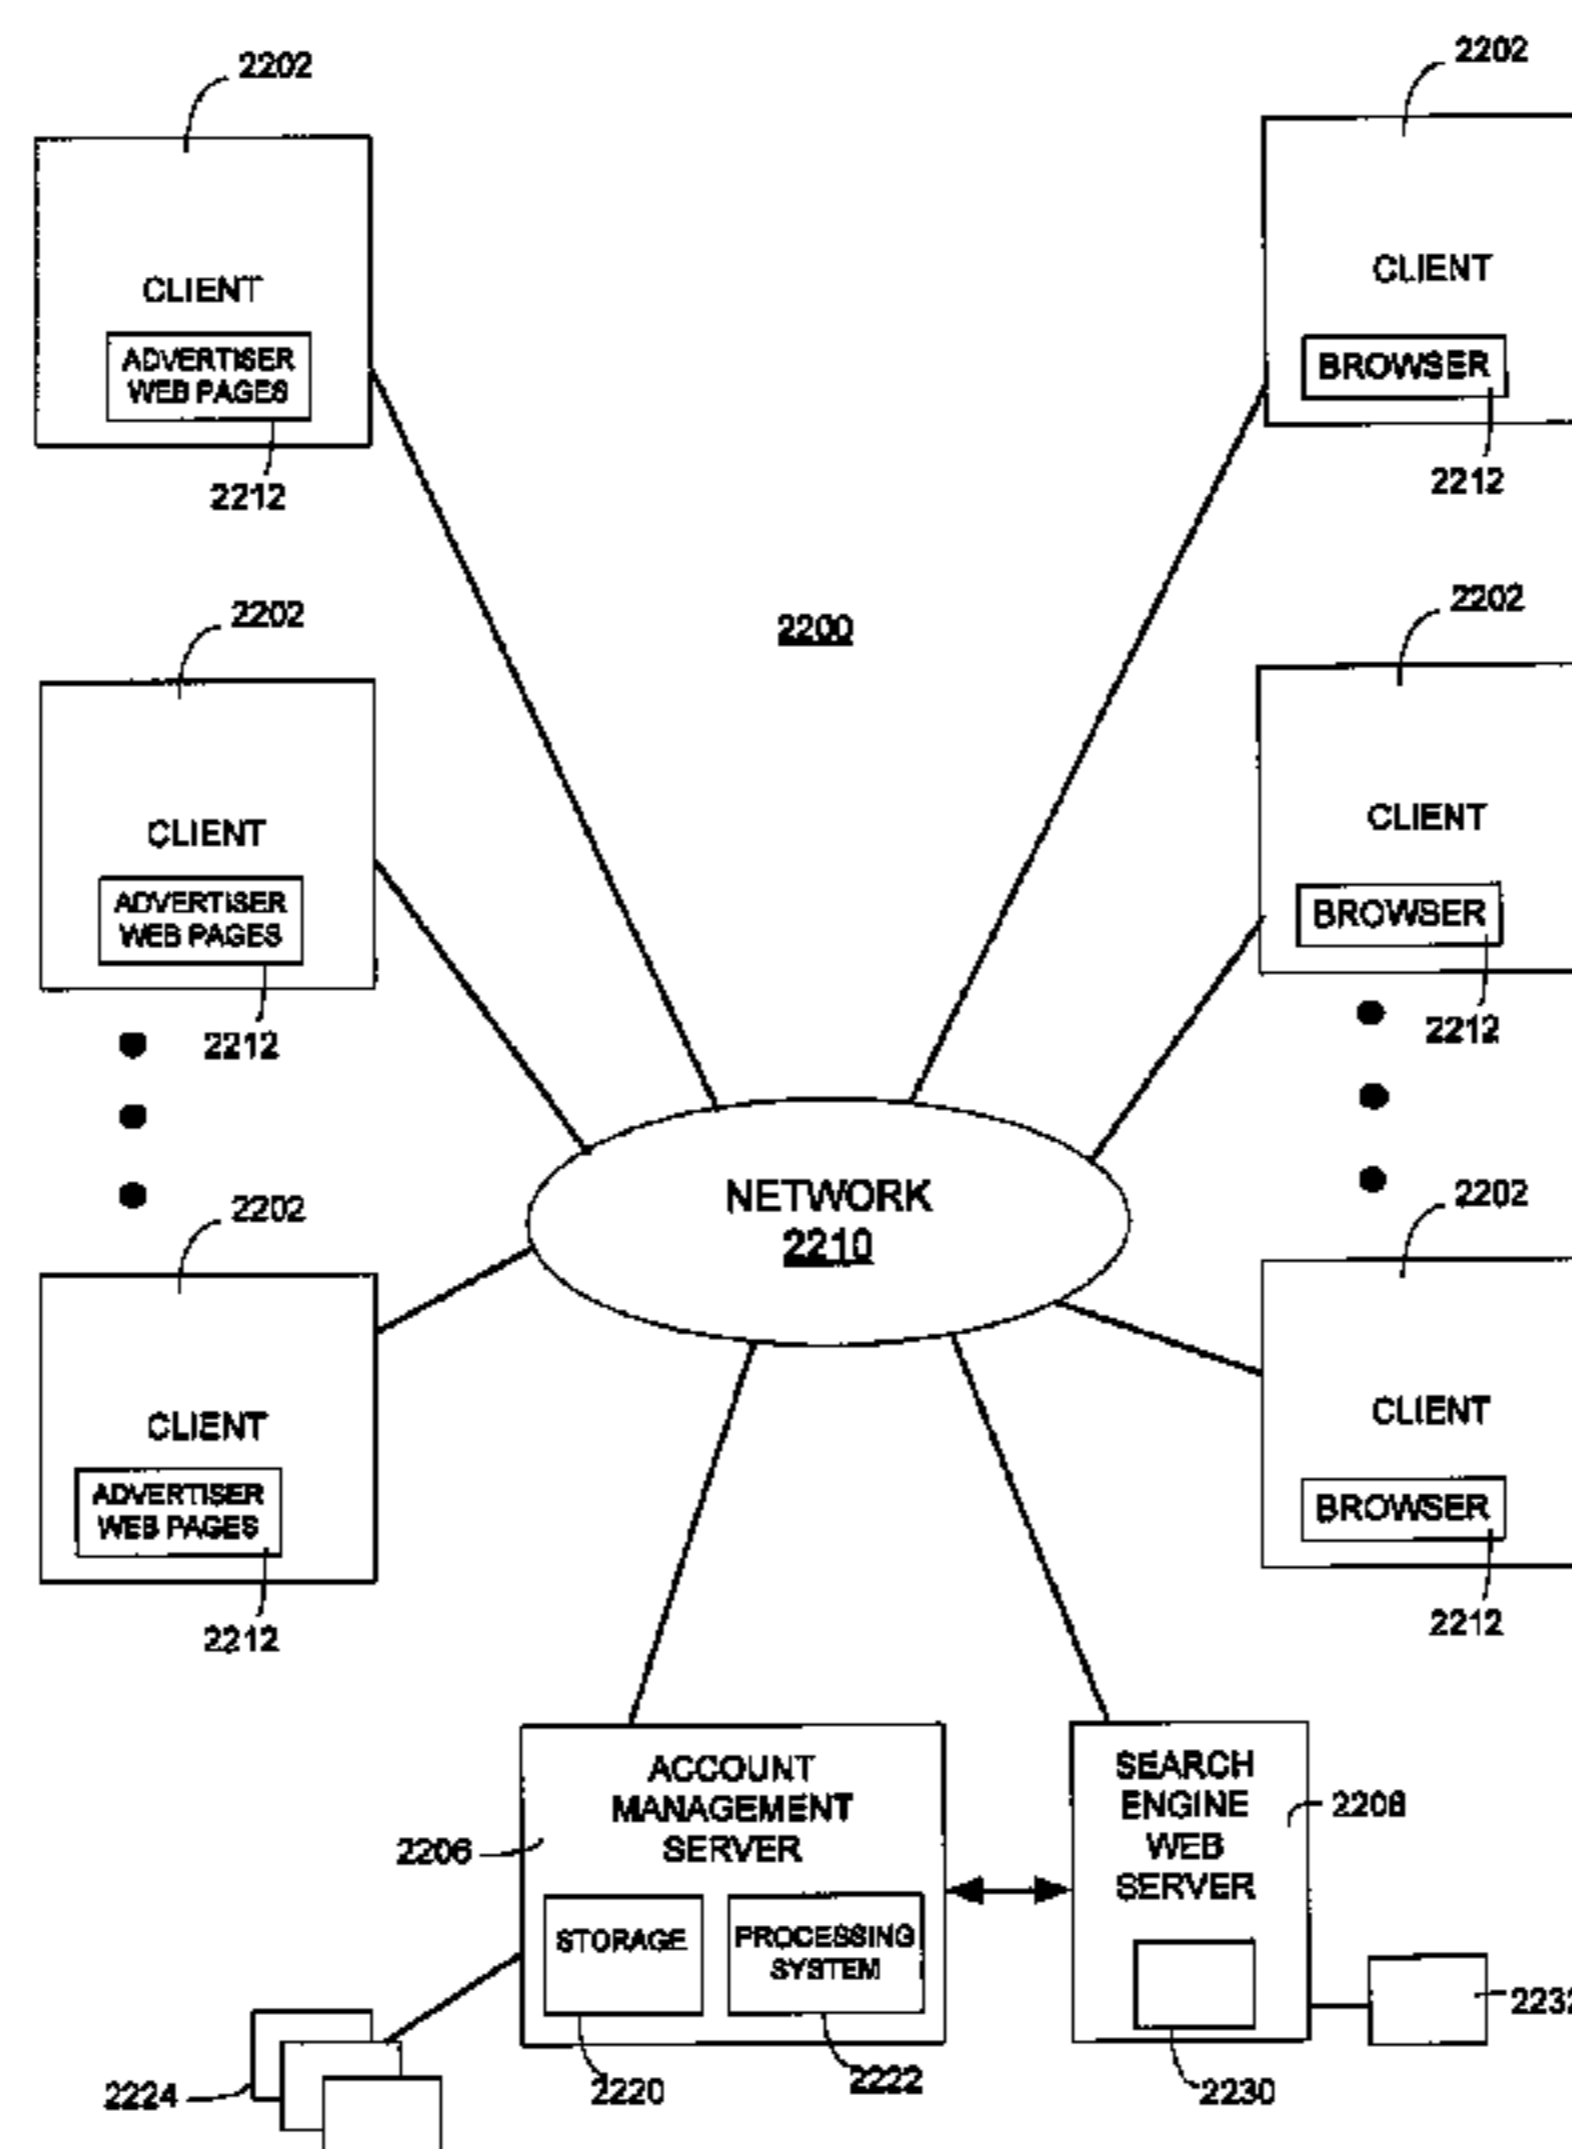 2202
2202
CLIENT
ADVERTISER
WEB PAGES
2212
CLIENT
BROWSER
2212
2200
2202
2202
CLIENT
ADVERTISER
WEB PAGES
2212
CLIENT
BROWSER
2212
NETWORK
2210
2202
2202
CLIENT
ADVERTISER
WEB PAGES
2212
CLIENT
BROWSER
2212
ACCOUNT
MANAGEMENT
SERVER
2206
STORAGE
PROCESSING
SYSTEM
SEARCH
ENGINE
WEB
SERVER
2208
2232
2224
2220
2222
2230